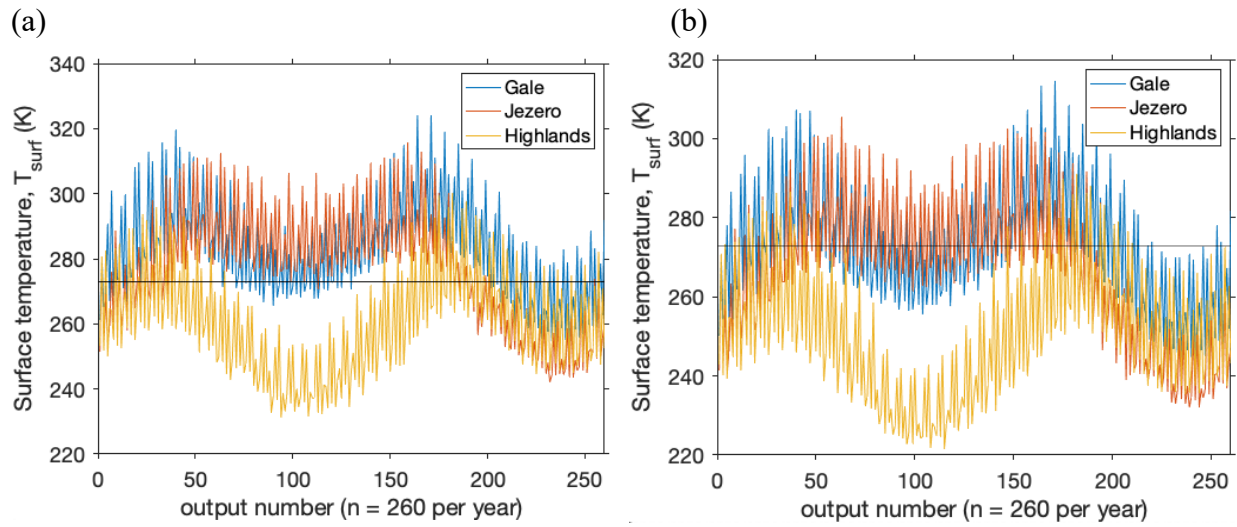 (a)
(b)
Surface temperature, T_surf (K)
340
320
300
280
260
240
220
0
50
100
150
200
250
output number (n = 260 per year)
Gale
Jezero
Highlands
Surface temperature, T_surf (K)
320
300
280
260
240
220
0
50
100
150
200
250
output number (n = 260 per year)
Gale
Jezero
Highlands